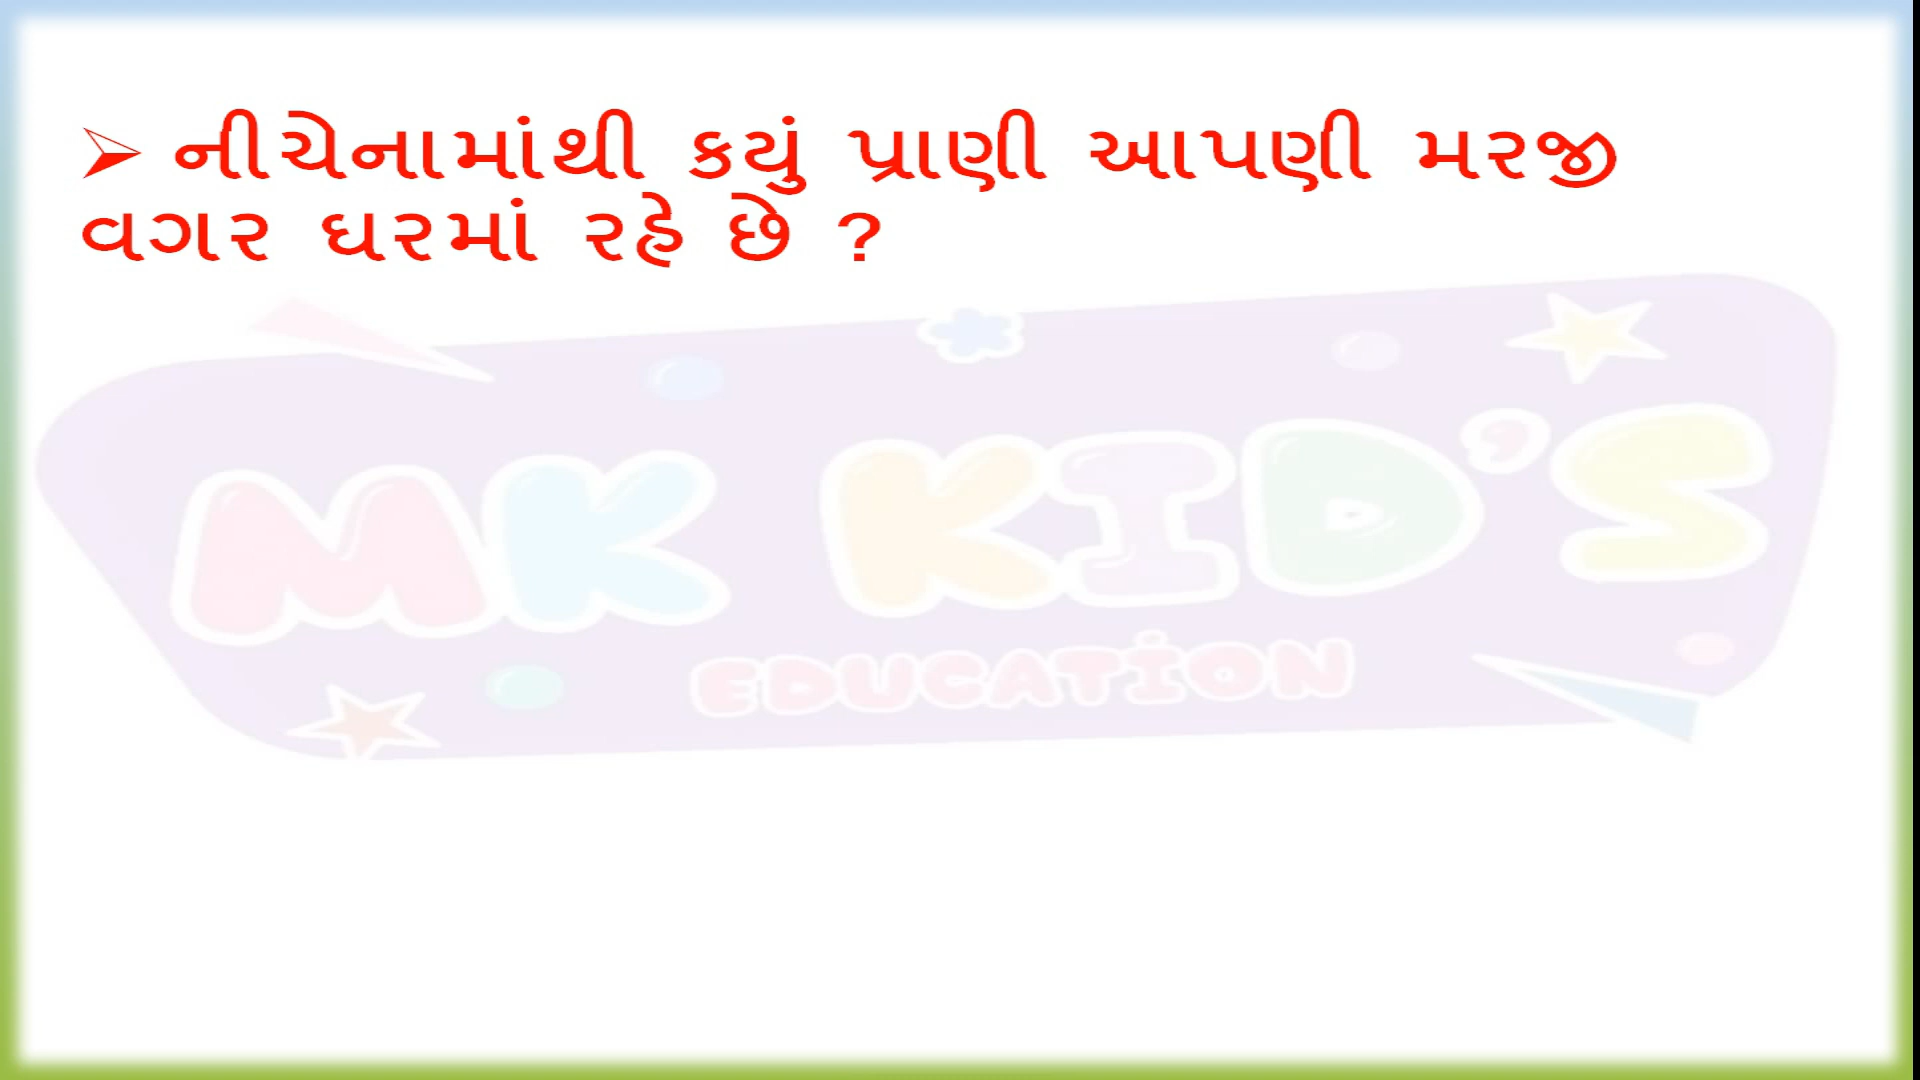 ➢ નીચેનામાંથી કયું પ્રાણી આપણી મરજી
વગર ઘરમાં રહે છે ?
MK KID'S
EDUCATION